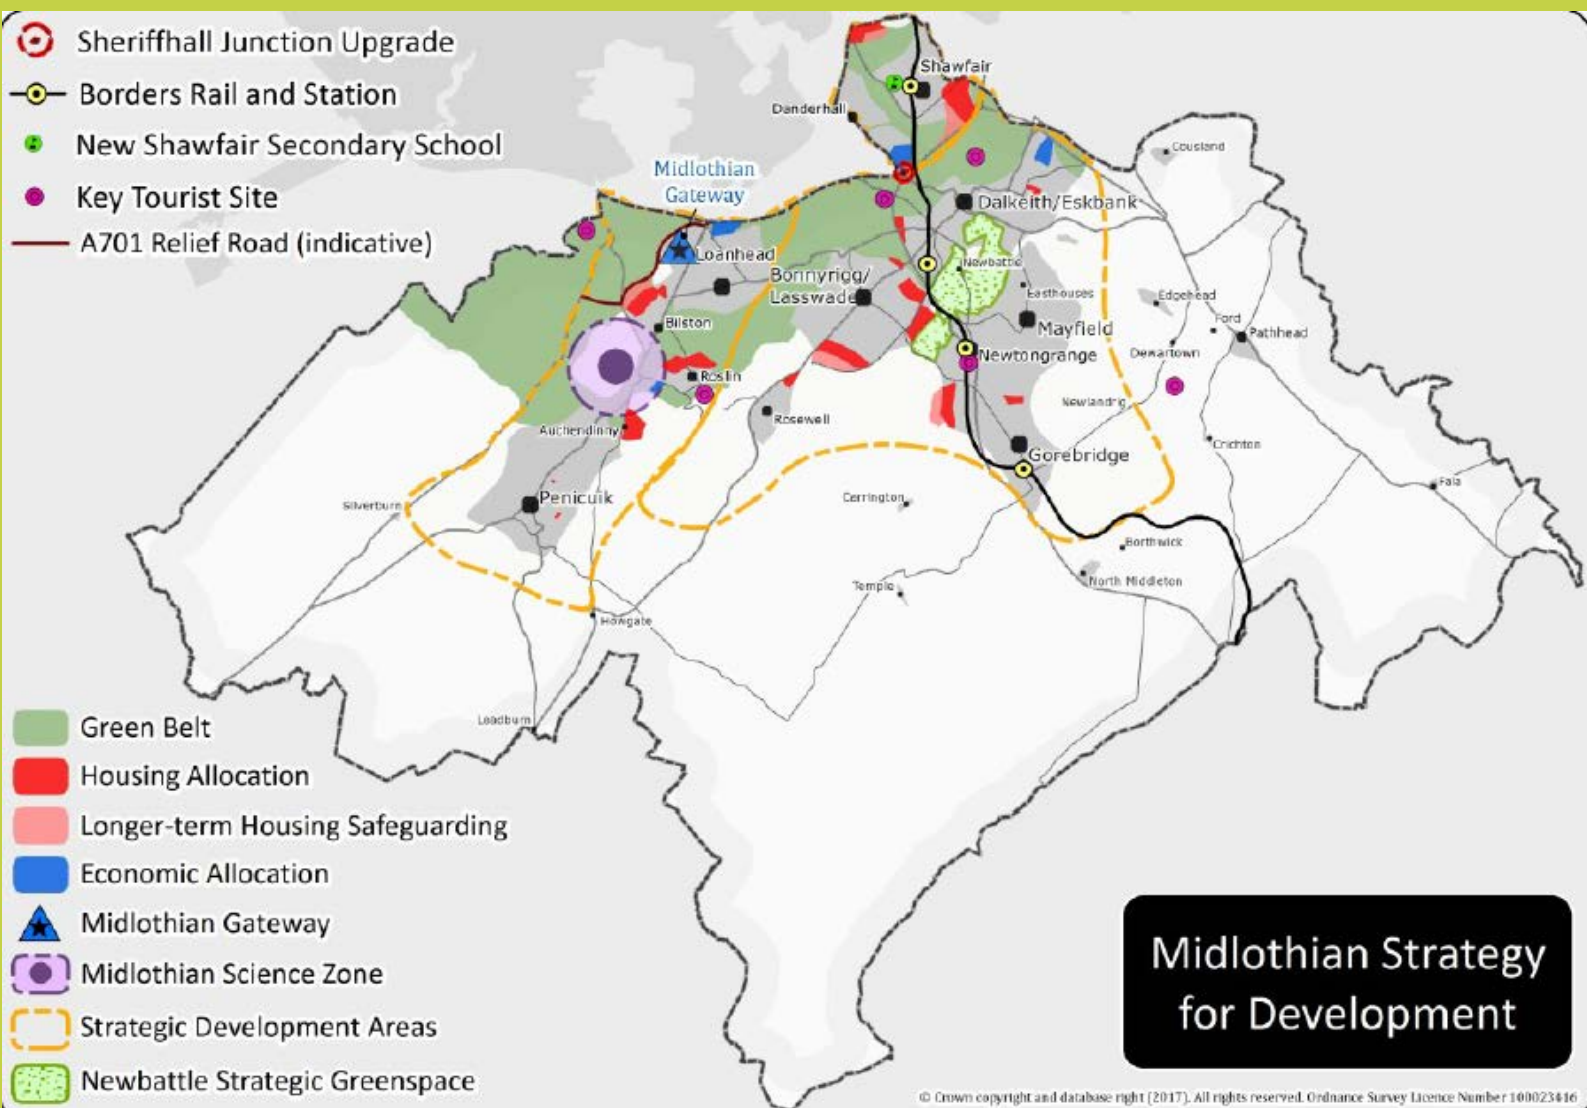 Sheriffhall Junction Upgrade
Borders Rail and Station
New Shawfair Secondary School
Key Tourist Site
A701 Relief Road (indicative)
Shawfair
Danderhall
Cousland
Midlothian
Gateway
Dalkeith/Eskbank
Loanhead
Newbattle
Bonnyrigg/
Lasswade
Easthouses
Edgehead
Ford
Pathhead
Bilston
Mayfield
Newtongrange
Dewartown
Roslin
Newlandrig
Rosewell
Auchendinny
Crichton
Gorebridge
Fala
Silverburn
Penicuik
Carrington
Borthwick
Temple
North Middleton
Howgate
Leadburn
Green Belt
Housing Allocation
Longer-term Housing Safeguarding
Economic Allocation
Midlothian Gateway
Midlothian Science Zone
Strategic Development Areas
Newbattle Strategic Greenspace
Midlothian Strategy
for Development
© Crown copyright and database right (2017). All rights reserved. Ordnance Survey Licence Number 100023416